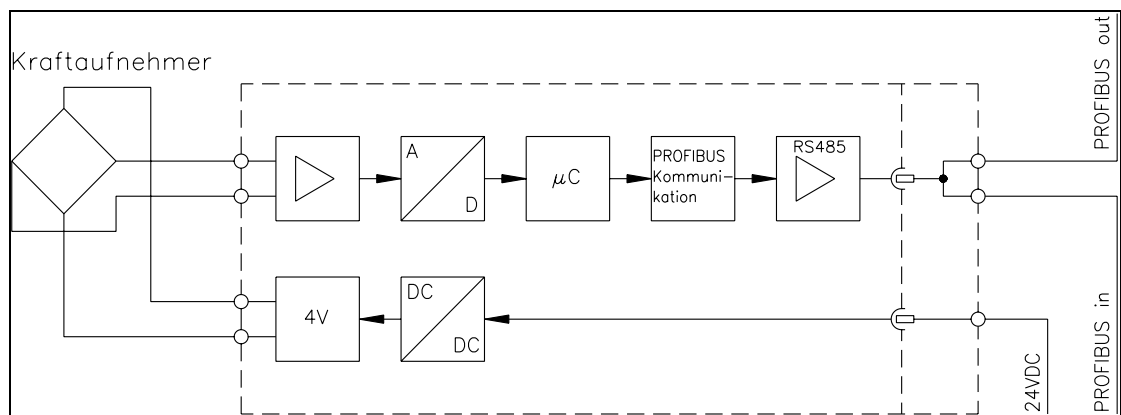 Kraftaufnehmer
A
D
µC
PROFIBUS
Kommuni-
kation
RS485
PROFIBUS out
4V
DC
DC
24VDC
PROFIBUS in